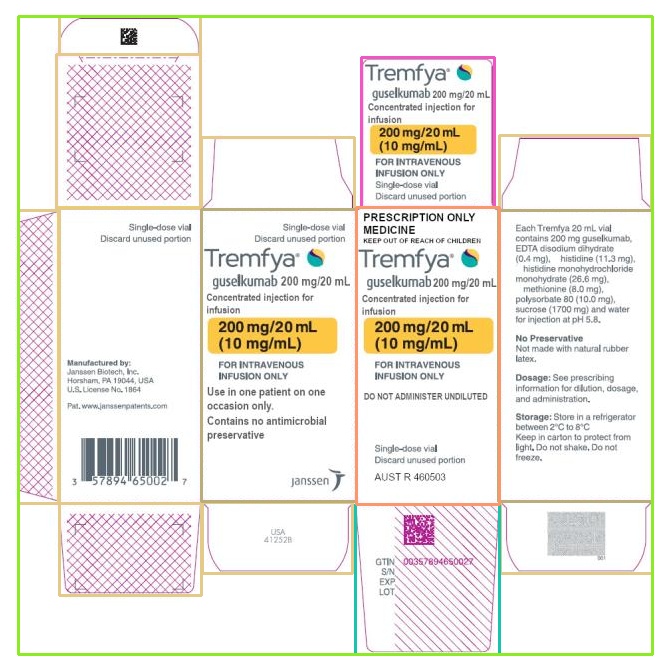 Tremfya®
guselkumab 200 mg/20 mL
Concentrated injection for
infusion
200 mg/20 mL
(10 mg/mL)
FOR INTRAVENOUS
INFUSION ONLY
Single-dose vial
Discard unused portion
Single-dose vial
Discard unused portion
Manufactured by:
Janssen Biotech, Inc.
Horsham, PA 19044, USA
U.S. License No. 1864
Pat. www.janssenpatents.com
3 57894 65002 7
Single-dose vial
Discard unused portion
Tremfya®
guselkumab 200 mg/20 mL
Concentrated injection for
infusion
200 mg/20 mL
(10 mg/mL)
FOR INTRAVENOUS
INFUSION ONLY
Use in one patient on one
occasion only.
Contains no antimicrobial
preservative
janssen
PRESCRIPTION ONLY
MEDICINE
KEEP OUT OF REACH OF CHILDREN
Tremfya®
guselkumab 200 mg/20 mL
Concentrated injection for
infusion
200 mg/20 mL
(10 mg/mL)
FOR INTRAVENOUS
INFUSION ONLY
DO NOT ADMINISTER UNDILUTED
Single-dose vial
Discard unused portion
AUST R 460503
Each Tremfya 20 mL vial
contains 200 mg guselkumab,
EDTA disodium dihydrate
(0.4 mg), histidine (11.3 mg),
histidine monohydrochloride
monohydrate (26.6 mg),
methionine (8.0 mg),
polysorbate 80 (10.0 mg),
sucrose (1700 mg) and water
for injection at pH 5.8.
No Preservative
Not made with natural rubber
latex.
Dosage: See prescribing
information for dilution, dosage,
and administration.
Storage: Store in a refrigerator
between 2°C to 8°C
Keep in carton to protect from
light. Do not shake. Do not
freeze.
USA
41252B
GTIN 00357894650027
S/N
EXP
LOT